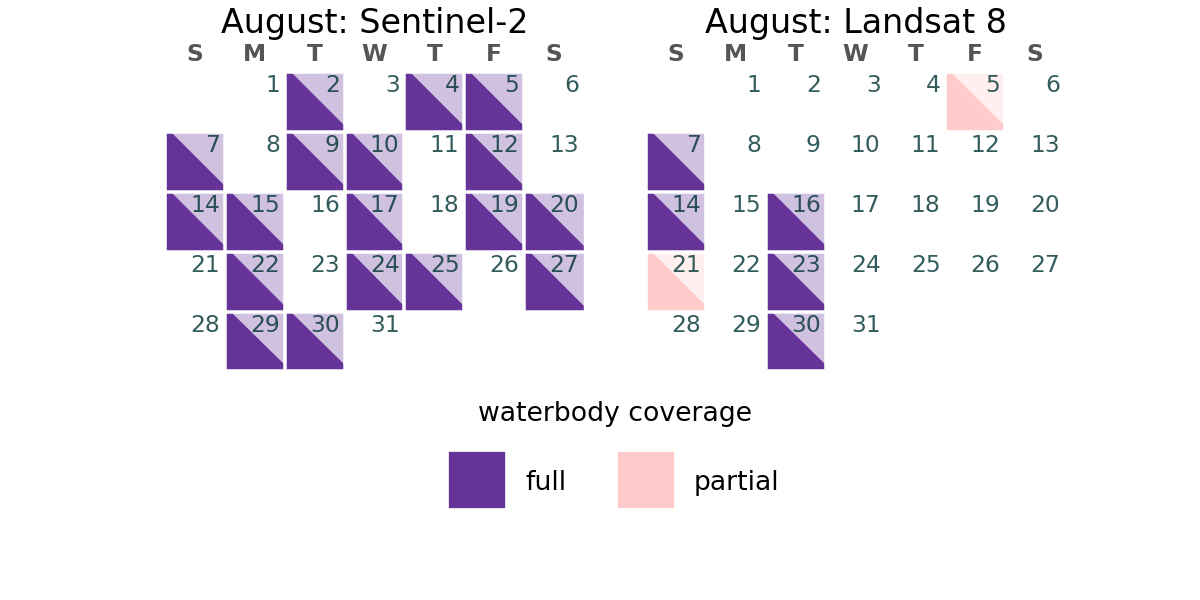 August: Sentinel-2
S M T W T F S
1 2 3 4 5 6
7 8 9 10 11 12 13
14 15 16 17 18 19 20
21 22 23 24 25 26 27
28 29 30 31
August: Landsat 8
S M T W T F S
1 2 3 4 5 6
7 8 9 10 11 12 13
14 15 16 17 18 19 20
21 22 23 24 25 26 27
28 29 30 31
waterbody coverage
full partial